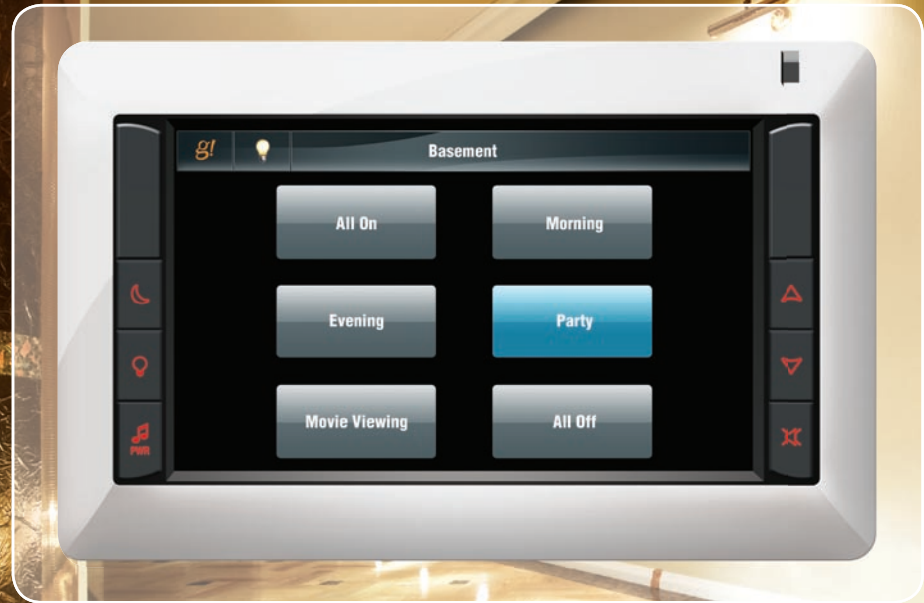 g!
Basement
All On
Morning
Evening
Party
Movie Viewing
All Off
PWR